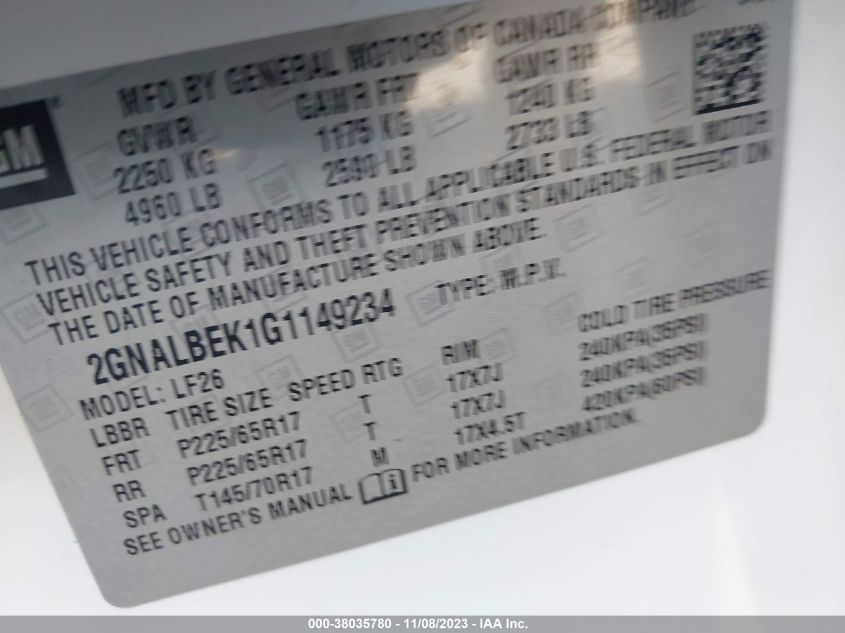 GM
MFD BY GENERAL MOTORS OF CANADA COMPANY
GVWR GAWR FRT GAWR RR
2250 KG 1175 KG 1240 KG
4960 LB 2590 LB 2733 LB
THIS VEHICLE CONFORMS TO ALL APPLICABLE U.S. FEDERAL MOTOR
VEHICLE SAFETY AND THEFT PREVENTION STANDARDS IN EFFECT ON
THE DATE OF MANUFACTURE SHOWN ABOVE.
2GNALBEK1G1149234 TYPE: M.P.V.
MODEL: LF26
LBBR TIRE SIZE SPEED RTG RIM COLD TIRE PRESSURE
FRT P225/65R17 T 17X7J 240KPA(35PSI)
RR P225/65R17 T 17X7J 240KPA(35PSI)
SPA T145/70R17 M 17X4.5T 420KPA(60PSI)
SEE OWNER'S MANUAL FOR MORE INFORMATION.
000-38035780 - 11/08/2023 - IAA Inc.